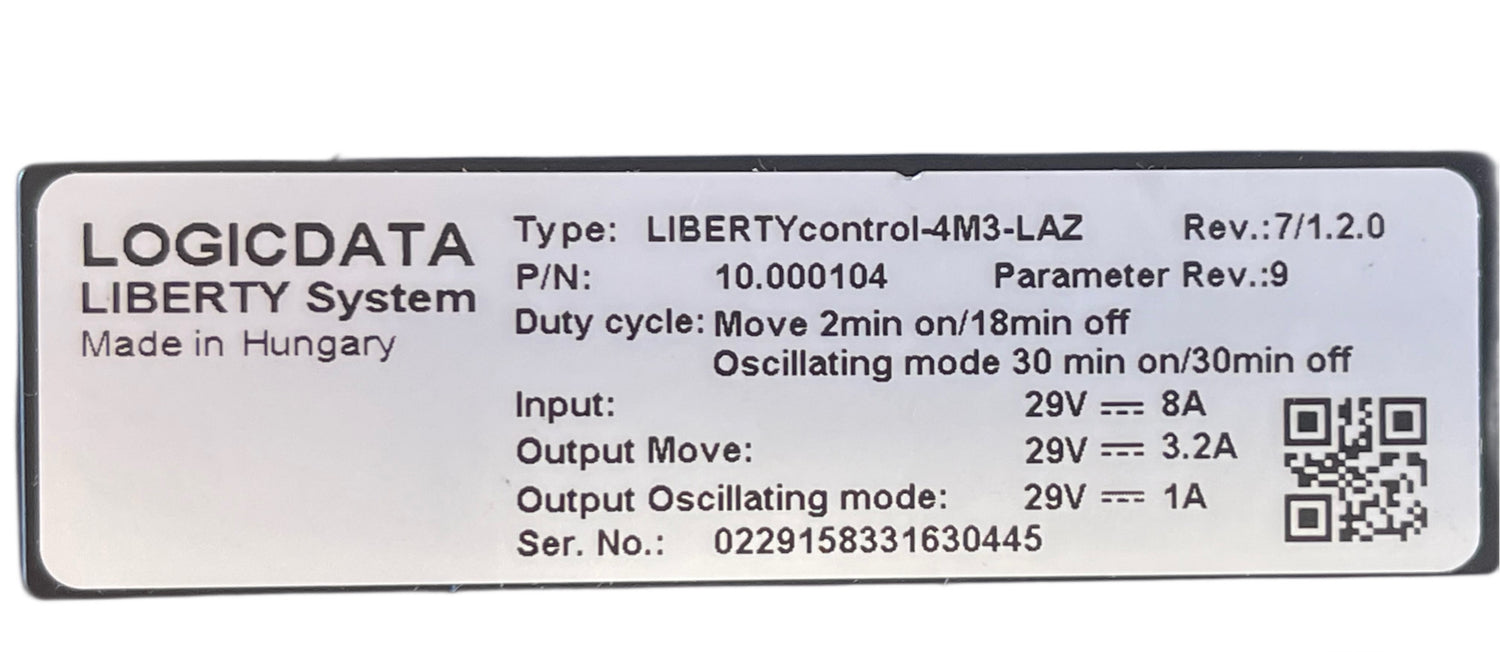 LOGICDATA
LIBERTY System
Made in Hungary
Type: LIBERTYcontrol-4M3-LAZ Rev.:7/1.2.0
P/N: 10.000104 Parameter Rev.:9
Duty cycle: Move 2min on/18min off
Oscillating mode 30 min on/30min off
Input: 29V ⎓ 8A
Output Move: 29V ⎓ 3.2A
Output Oscillating mode: 29V ⎓ 1A
Ser. No.: 0229158331630445